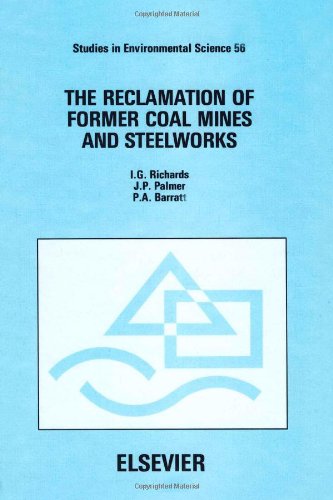 Studies in Environmental Science 56
THE RECLAMATION OF
FORMER COAL MINES
AND STEELWORKS
I.G. Richards
J.P. Palmer
P.A. Barratt
ELSEVIER